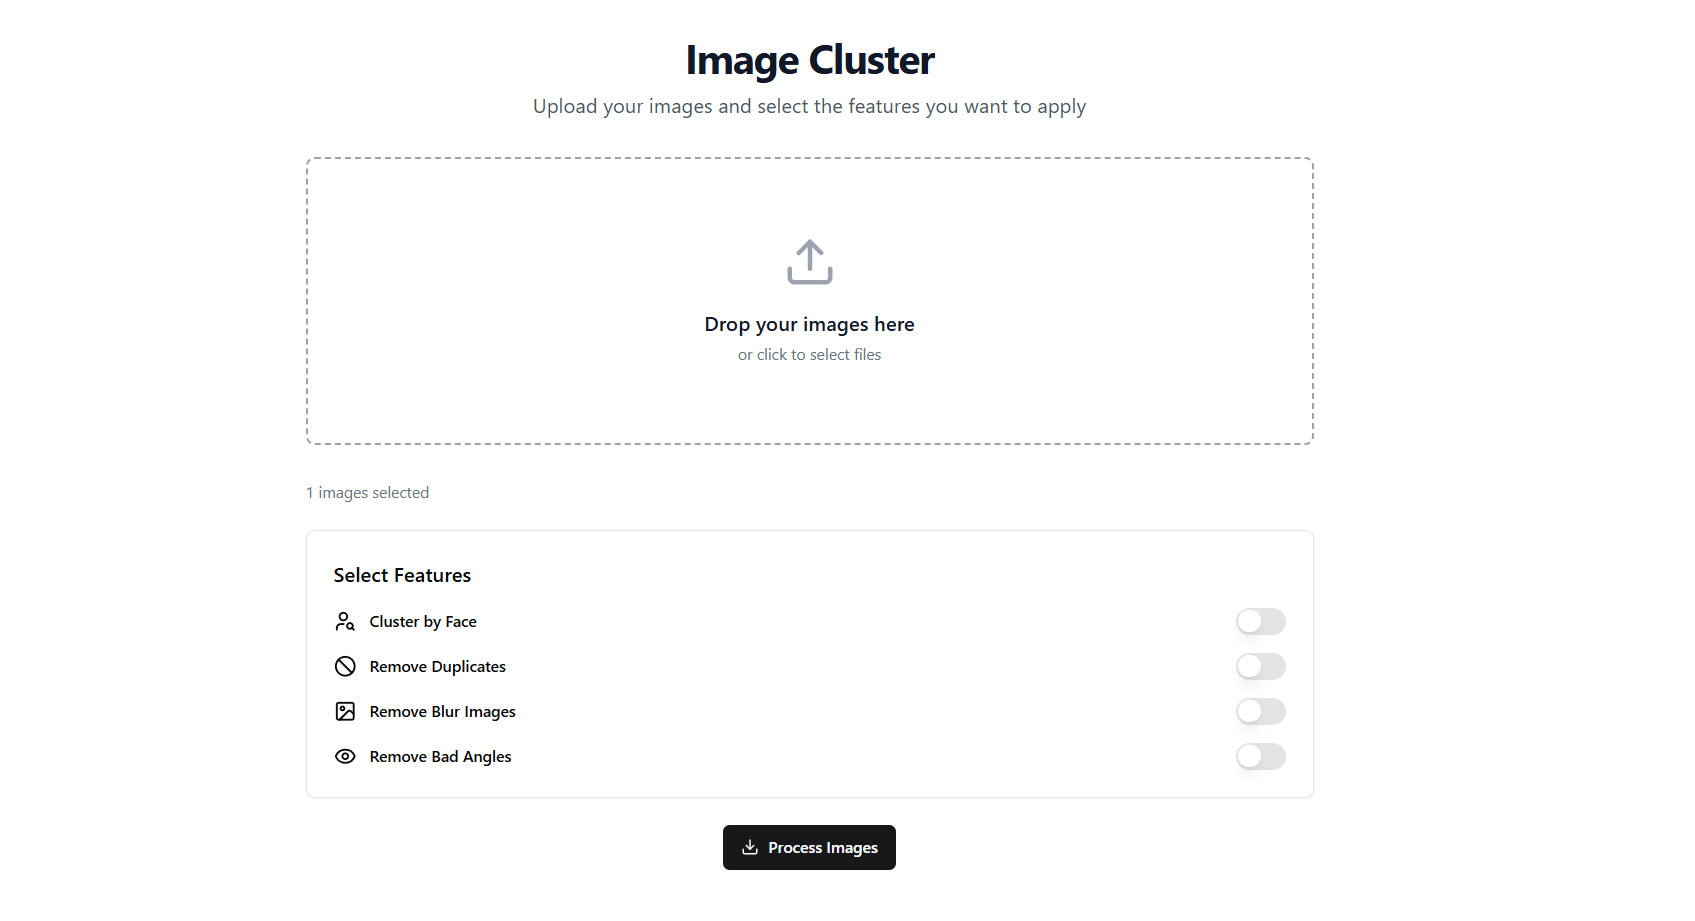 Image Cluster
Upload your images and select the features you want to apply
Drop your images here
or click to select files
1 images selected
Select Features
Cluster by Face
Remove Duplicates
Remove Blur Images
Remove Bad Angles
Process Images